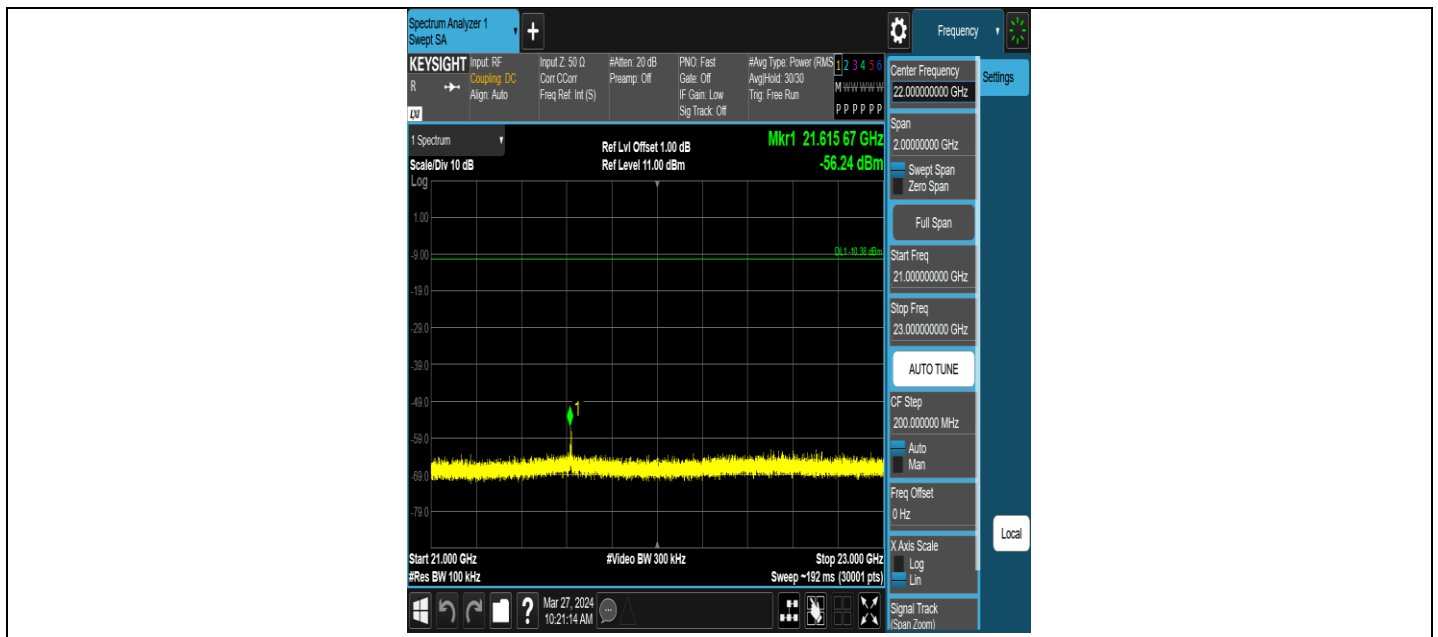 Spectrum Analyzer 1
Swept SA
+
Frequency
KEYSIGHT
R
LXI
Input: RF
Coupling: DC
Align: Auto
Input Z: 50 Ω
Corr CCorr
Freq Ref: Int (S)
#Atten: 20 dB
Preamp: Off
PNO: Fast
Gate: Off
IF Gain: Low
Sig Track: Off
#Avg Type: Power (RMS
Avg|Hold: 30/30
Trig: Free Run
1 2 3 4 5 6
M W W W W W
P P P P P P
1 Spectrum
Scale/Div 10 dB
Log
Ref Lvl Offset 1.00 dB
Ref Level 11.00 dBm
Mkr1 21.615 67 GHz
-56.24 dBm
1.00
-9.00
DL1 -10.38 dBm
-19.0
-29.0
-39.0
-49.0
1
-59.0
-69.0
-79.0
Start 21.000 GHz
#Res BW 100 kHz
#Video BW 300 kHz
Stop 23.000 GHz
Sweep ~192 ms (30001 pts)
Center Frequency
22.000000000 GHz
Settings
Span
2.00000000 GHz
Swept Span
Zero Span
Full Span
Start Freq
21.000000000 GHz
Stop Freq
23.000000000 GHz
AUTO TUNE
CF Step
200.000000 MHz
Auto
Man
Freq Offset
0 Hz
X Axis Scale
Log
Lin
Local
Signal Track
(Span Zoom)
?
Mar 27, 2024
10:21:14 AM